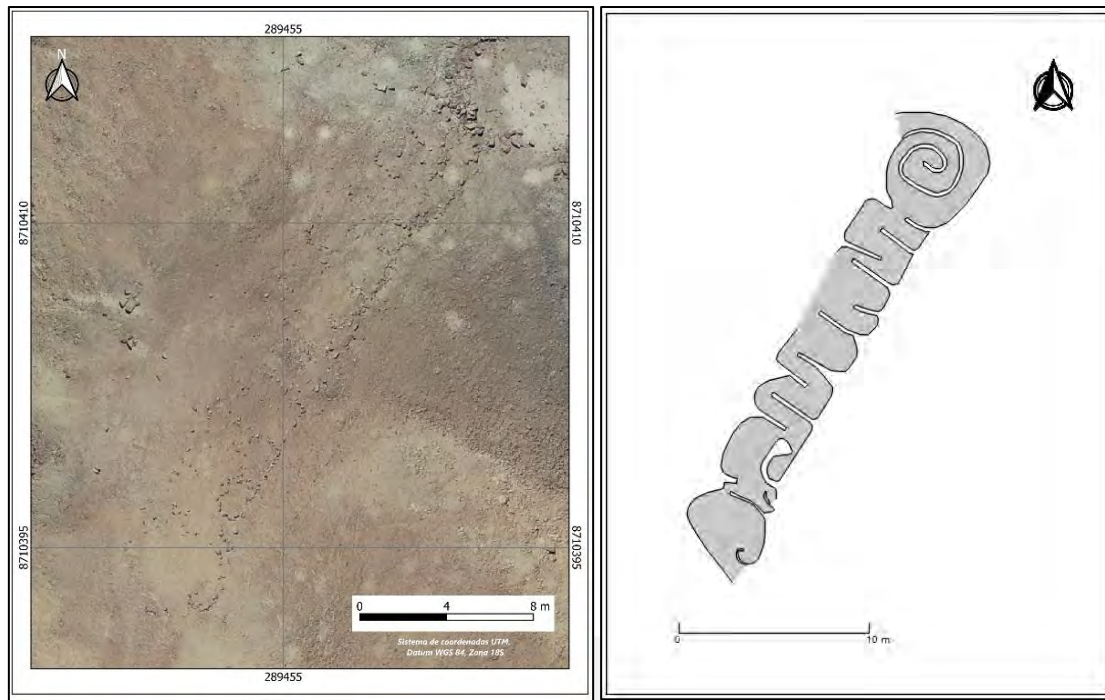 289455
N
8710410
8710410
8710395
8710395
0 4 8 m
Sistema de coordenadas UTM.
Datum WGS 84, Zona 18S
289455
0 10 m